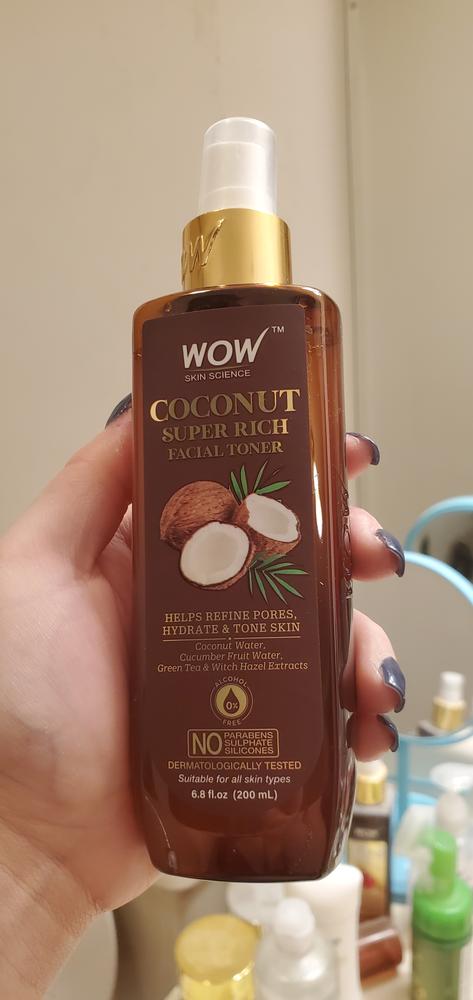 WOW™
SKIN SCIENCE
COCONUT
SUPER RICH
FACIAL TONER
HELPS REFINE PORES,
HYDRATE & TONE SKIN
Coconut Water,
Cucumber Fruit Water,
Green Tea & Witch Hazel Extracts
ALCOHOL
0%
FREE
NO PARABENS
SULPHATE
SILICONES
DERMATOLOGICALLY TESTED
Suitable for all skin types
6.8 fl.oz (200 mL)
WOW